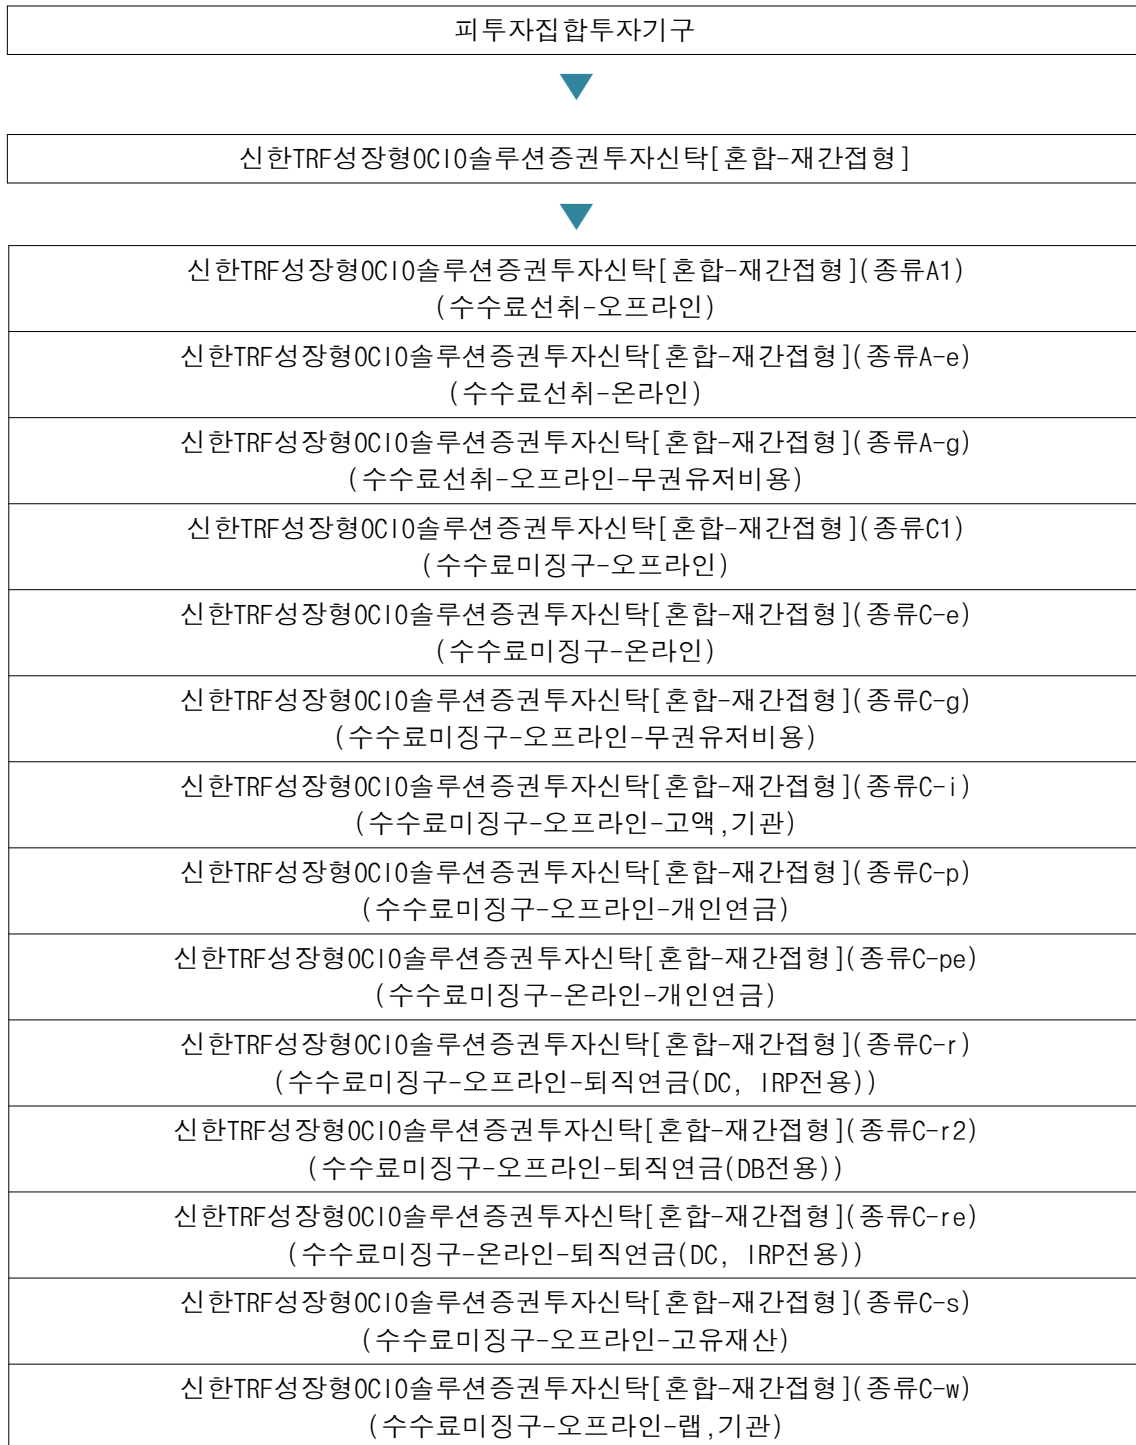 피투자집합투자기구
신한TRF성장형OCIO솔루션증권투자신탁[혼합-재간접형]
신한TRF성장형OCIO솔루션증권투자신탁[혼합-재간접형](종류A1)
(수수료선취-오프라인)
신한TRF성장형OCIO솔루션증권투자신탁[혼합-재간접형](종류A-e)
(수수료선취-온라인)
신한TRF성장형OCIO솔루션증권투자신탁[혼합-재간접형](종류A-g)
(수수료선취-오프라인-무권유저비용)
신한TRF성장형OCIO솔루션증권투자신탁[혼합-재간접형](종류C1)
(수수료미징구-오프라인)
신한TRF성장형OCIO솔루션증권투자신탁[혼합-재간접형](종류C-e)
(수수료미징구-온라인)
신한TRF성장형OCIO솔루션증권투자신탁[혼합-재간접형](종류C-g)
(수수료미징구-오프라인-무권유저비용)
신한TRF성장형OCIO솔루션증권투자신탁[혼합-재간접형](종류C-i)
(수수료미징구-오프라인-고액,기관)
신한TRF성장형OCIO솔루션증권투자신탁[혼합-재간접형](종류C-p)
(수수료미징구-오프라인-개인연금)
신한TRF성장형OCIO솔루션증권투자신탁[혼합-재간접형](종류C-pe)
(수수료미징구-온라인-개인연금)
신한TRF성장형OCIO솔루션증권투자신탁[혼합-재간접형](종류C-r)
(수수료미징구-오프라인-퇴직연금(DC, IRP전용))
신한TRF성장형OCIO솔루션증권투자신탁[혼합-재간접형](종류C-r2)
(수수료미징구-오프라인-퇴직연금(DB전용))
신한TRF성장형OCIO솔루션증권투자신탁[혼합-재간접형](종류C-re)
(수수료미징구-온라인-퇴직연금(DC, IRP전용))
신한TRF성장형OCIO솔루션증권투자신탁[혼합-재간접형](종류C-s)
(수수료미징구-오프라인-고유재산)
신한TRF성장형OCIO솔루션증권투자신탁[혼합-재간접형](종류C-w)
(수수료미징구-오프라인-랩,기관)